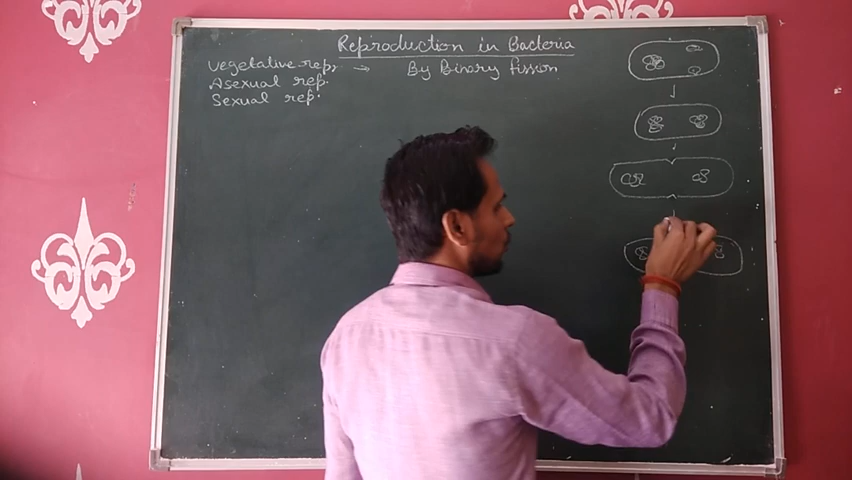 Reproduction in Bacteria
Vegetative rep. → By Binary fission
Asexual rep.
Sexual rep.